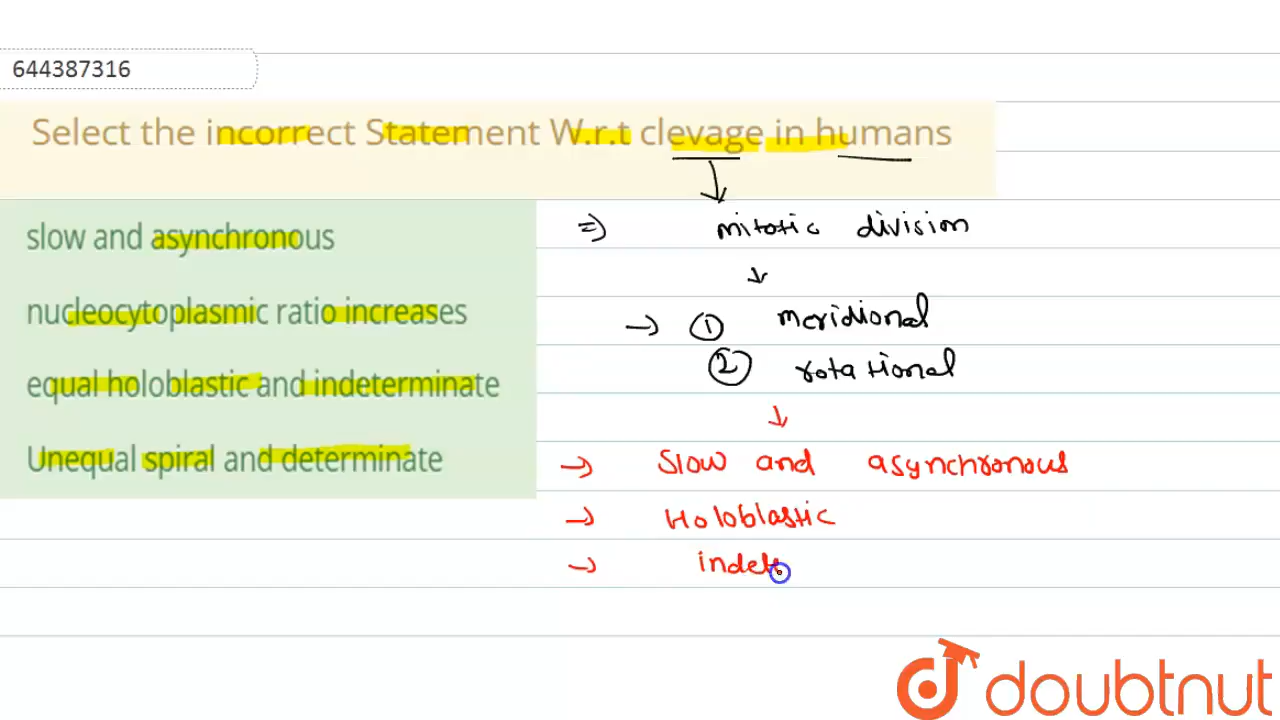 644387316
Select the incorrect Statement W.r.t clevage in humans
slow and asynchronous
nucleocytoplasmic ratio increases
equal holoblastic and indeterminate
Unequal spiral and determinate
⇒ mitotic division
→ ① meridional
② rotational
→ Slow and asynchronous
→ Holoblastic
→ indet
doubtnut